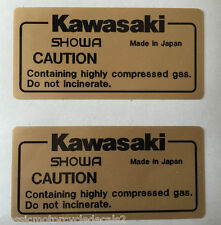 Kawasaki
SHOWA Made in Japan
CAUTION
Containing highly compressed gas.
Do not incinerate.
Kawasaki
SHOWA Made in Japan
CAUTION
Containing highly compressed gas.
Do not incinerate.